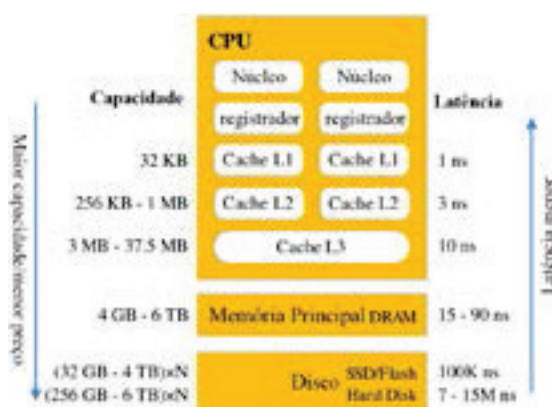 CPU
Núcleo Núcleo
Capacidade Latência
registrador registrador
32 KB Cache L1 Cache L1 1 ns
256 KB - 1 MB Cache L2 Cache L2 3 ns
3 MB - 37.5 MB Cache L3 10 ns
4 GB - 6 TB Memória Principal DRAM 15 - 90 ns
(32 GB - 4 TB)xN Disco SSD/Flash 100K ns
(256 GB - 6 TB)xN Hard Disk 7 - 15M ns
Maior capacidade/menor preço
Latência menor